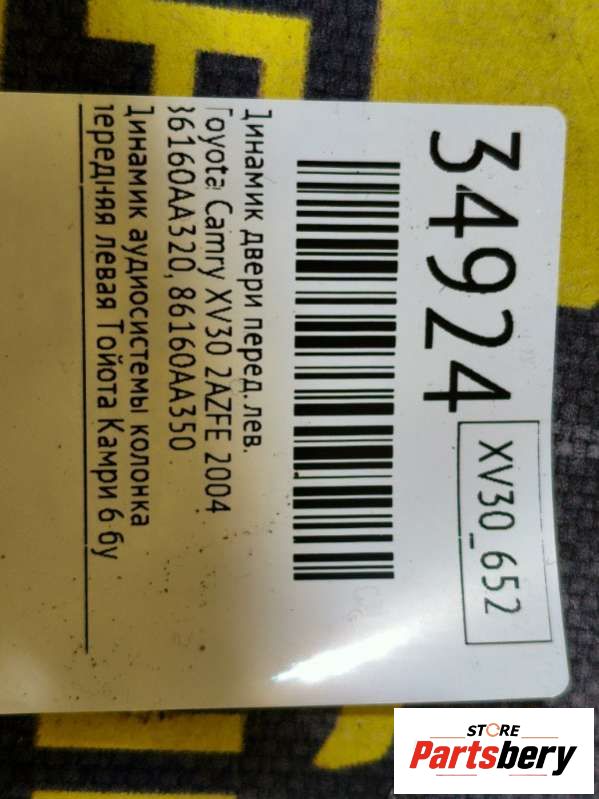 34924
XV30_652
Динамик двери перед. лев.
Toyota Camry XV30 2AZFE 2004
86160AA320, 86160AA350
Динамик аудиосистемы колонка
передняя левая Тойота Камри 6 бу
STORE
Partsbery